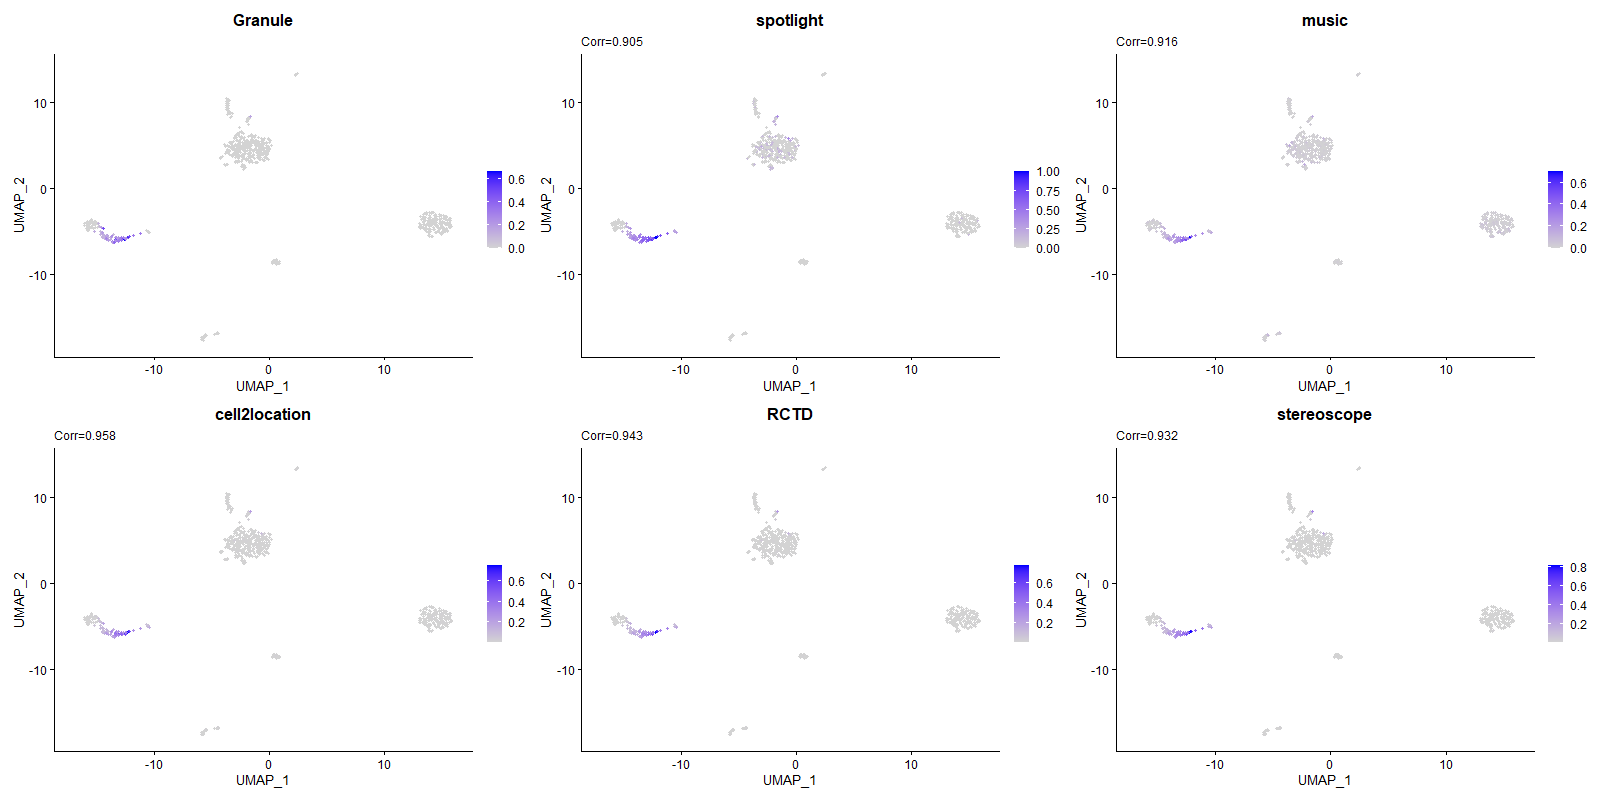 Granule
10
0
-10
UMAP_2
-10
0
10
UMAP_1
0.6
0.4
0.2
0.0
spotlight
Corr=0.905
UMAP_2
10
0
-10
-10
0
10
UMAP_1
1.00
0.75
0.50
0.25
0.00
music
Corr=0.916
UMAP_2
10
0
-10
-10
0
10
UMAP_1
0.6
0.4
0.2
0.0
cell2location
Corr=0.958
UMAP_2
10
0
-10
-10
0
10
UMAP_1
0.6
0.4
0.2
RCTD
Corr=0.943
UMAP_2
10
0
-10
-10
0
10
UMAP_1
0.6
0.4
0.2
stereoscope
Corr=0.932
UMAP_2
10
0
-10
-10
0
10
UMAP_1
0.8
0.6
0.4
0.2